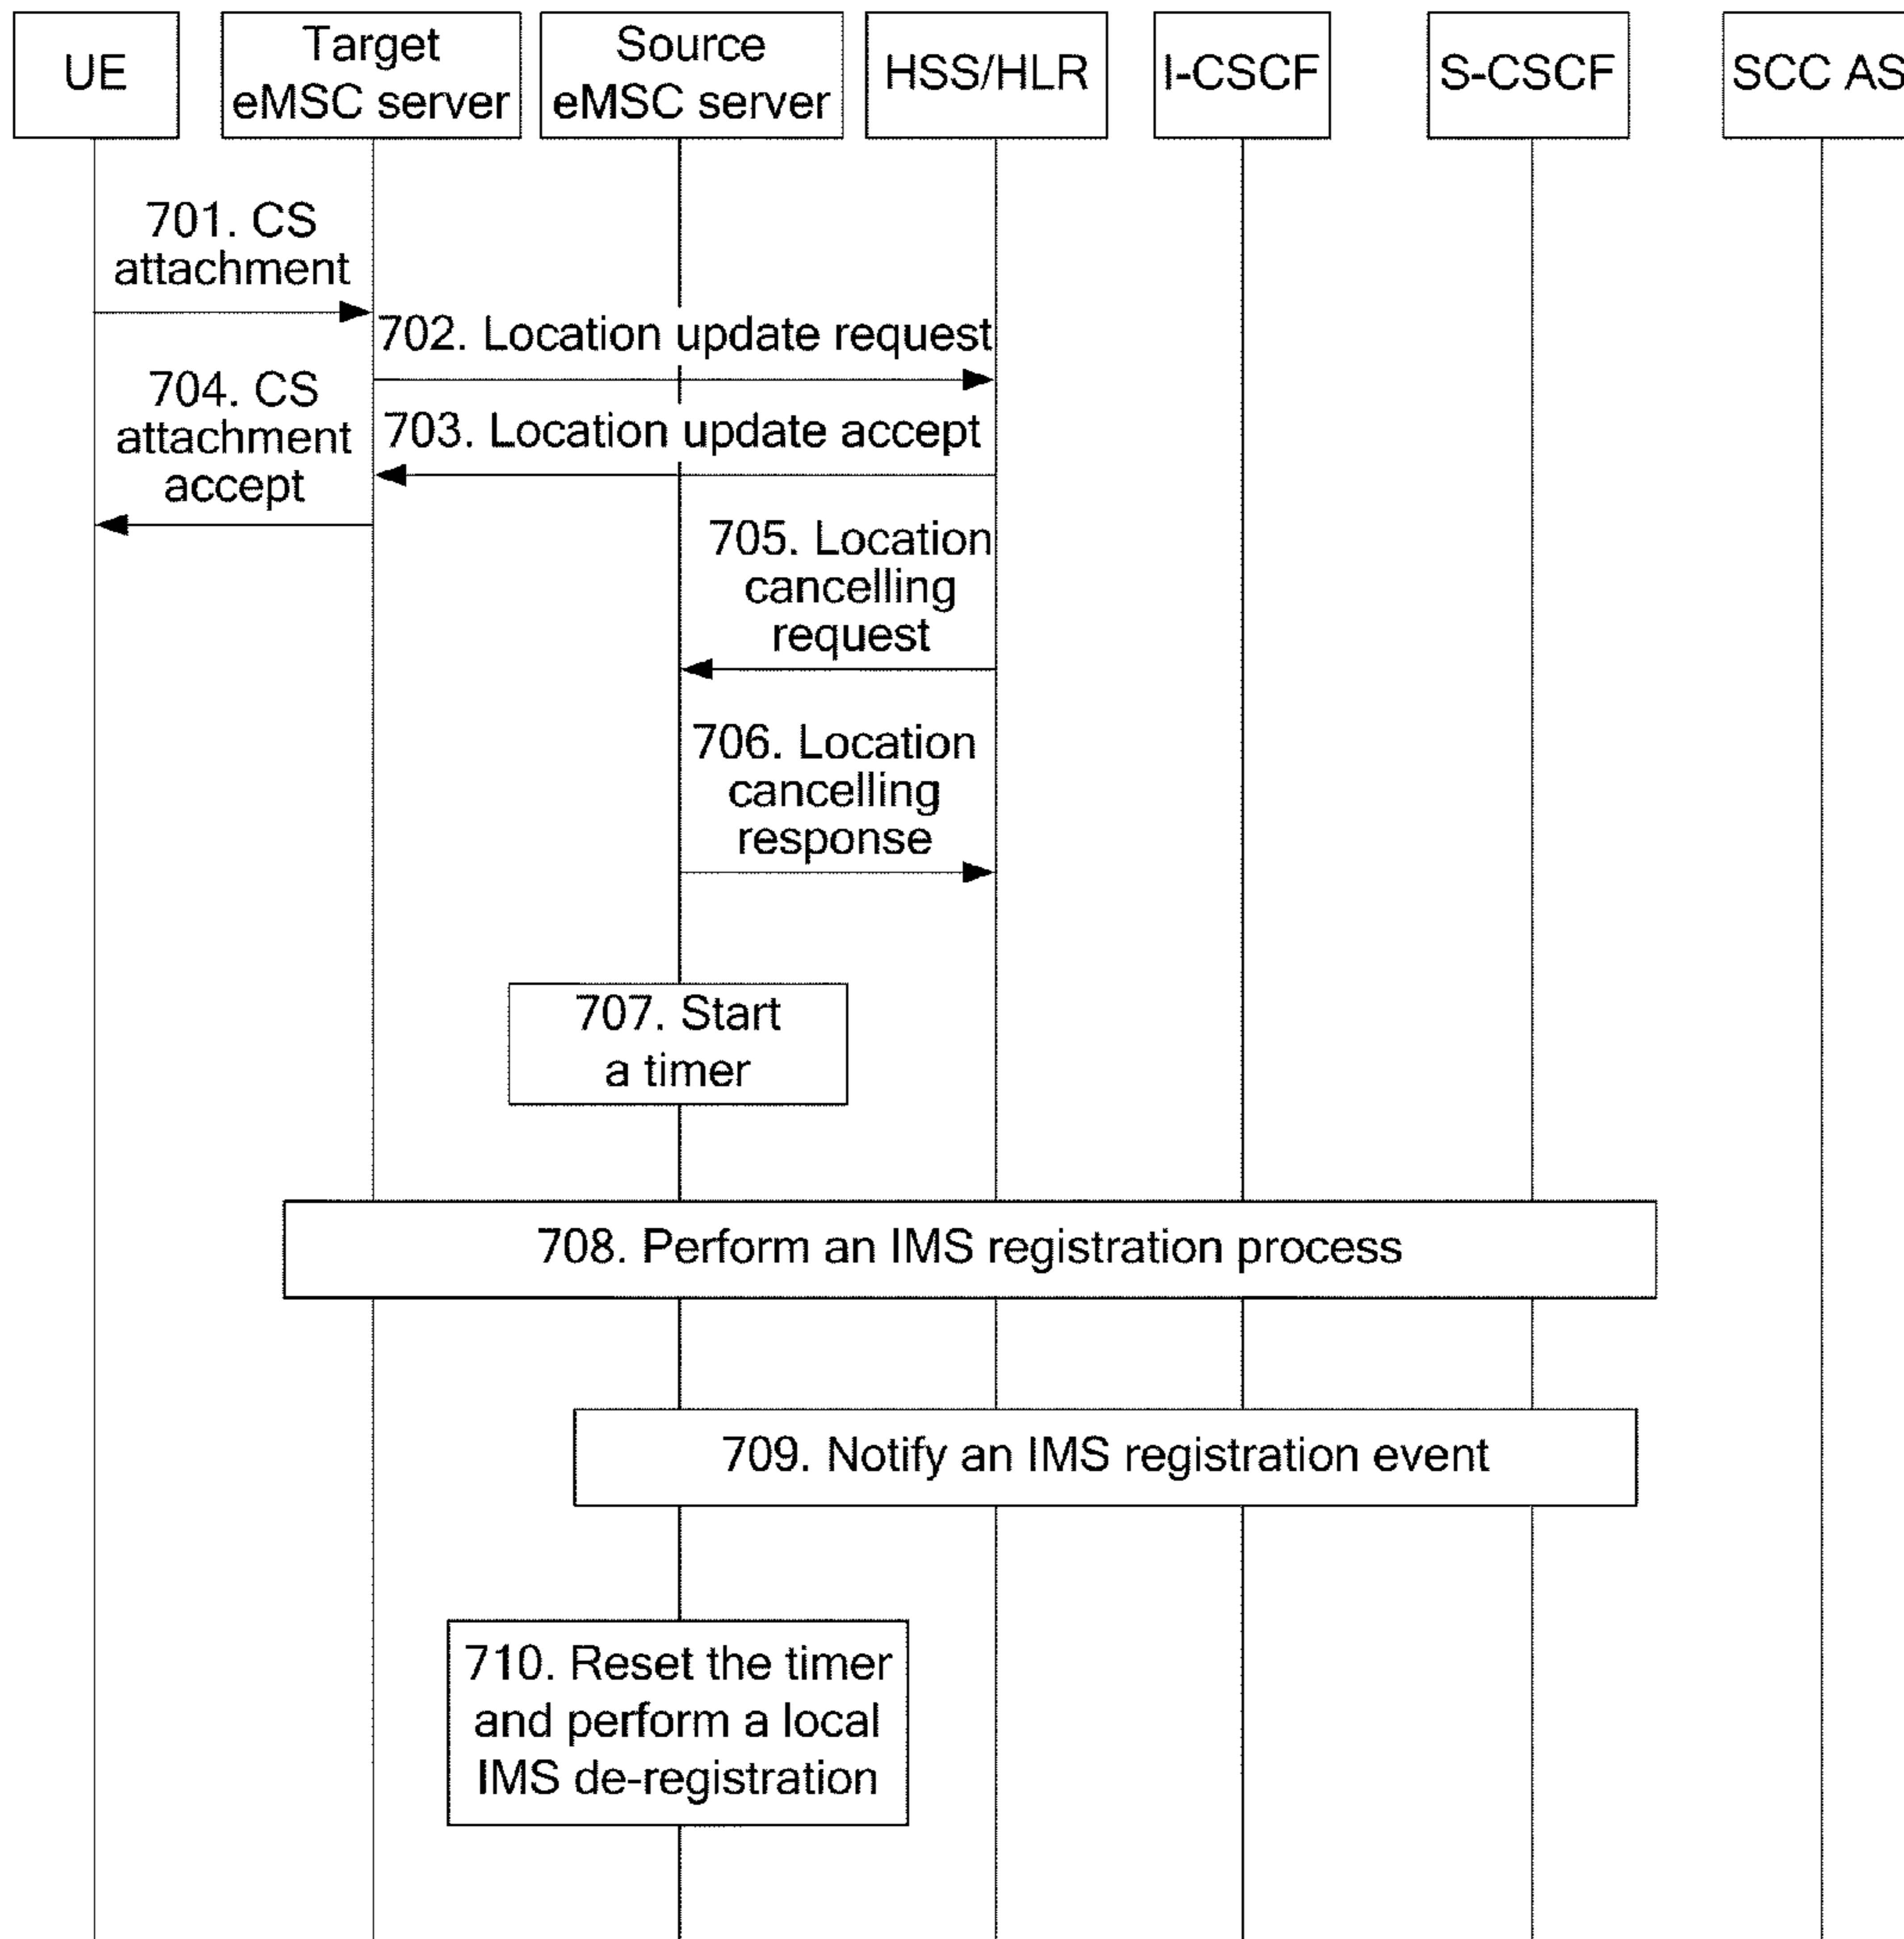 UE
Target
eMSC server
Source
eMSC server
HSS/HLR
I-CSCF
S-CSCF
SCC AS
701. CS
attachment
702. Location update request
704. CS
attachment
accept
703. Location update accept
705. Location
cancelling
request
706. Location
cancelling
response
707. Start
a timer
708. Perform an IMS registration process
709. Notify an IMS registration event
710. Reset the timer
and perform a local
IMS de-registration